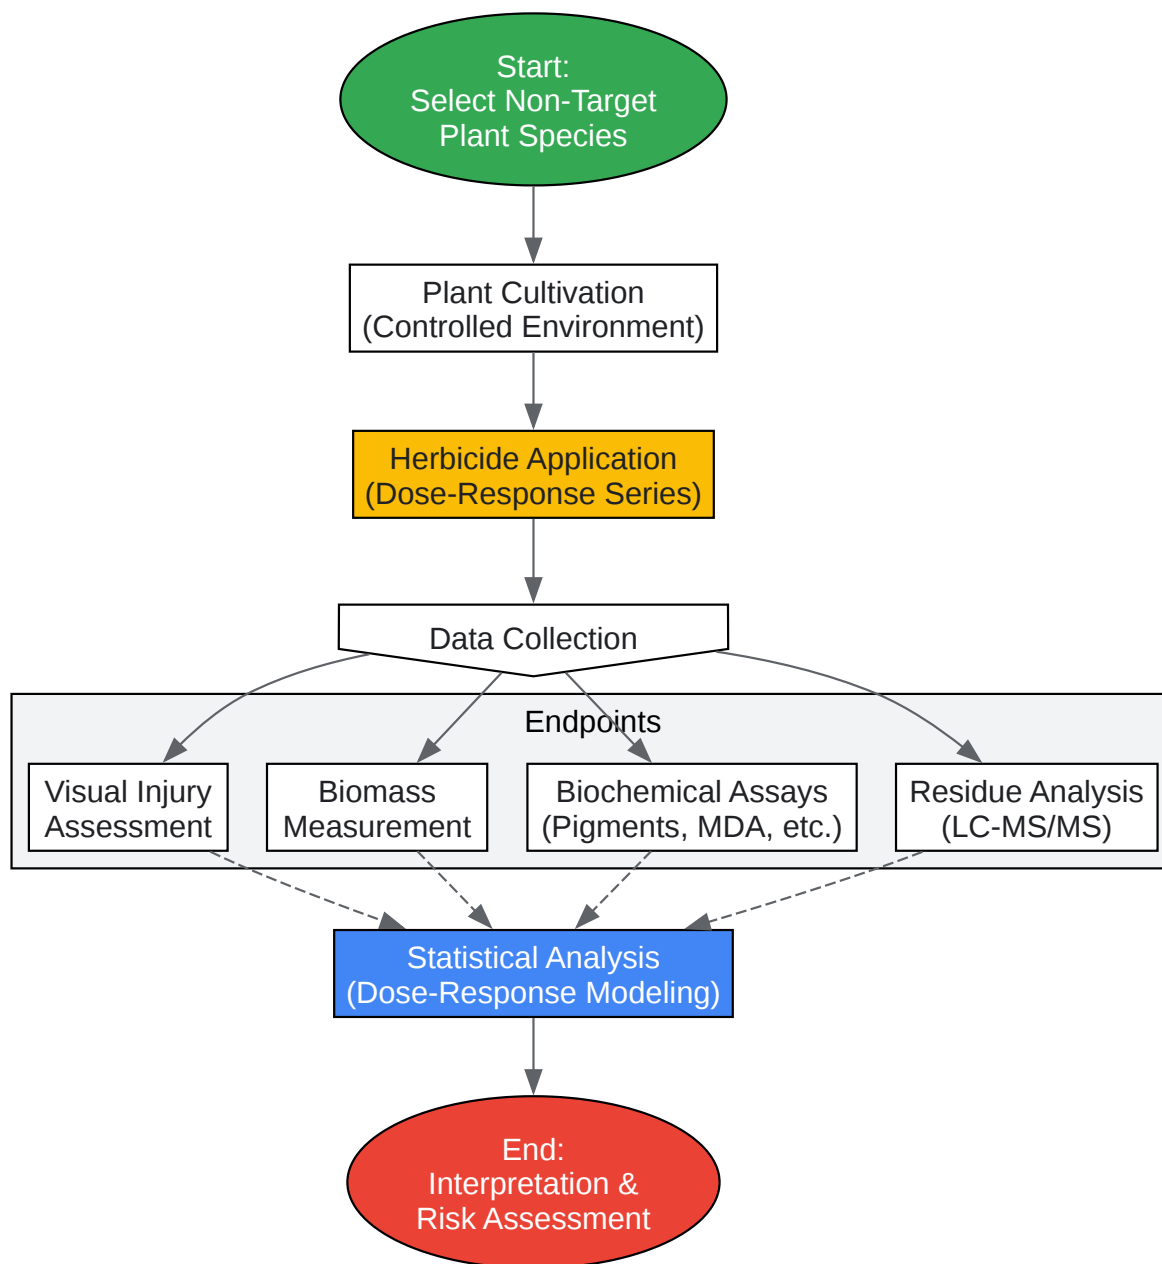 Start:
Select Non-Target
Plant Species
Plant Cultivation
(Controlled Environment)
Herbicide Application
(Dose-Response Series)
Data Collection
Endpoints
Visual Injury
Assessment
Biomass
Measurement
Biochemical Assays
(Pigments, MDA, etc.)
Residue Analysis
(LC-MS/MS)
Statistical Analysis
(Dose-Response Modeling)
End:
Interpretation &
Risk Assessment